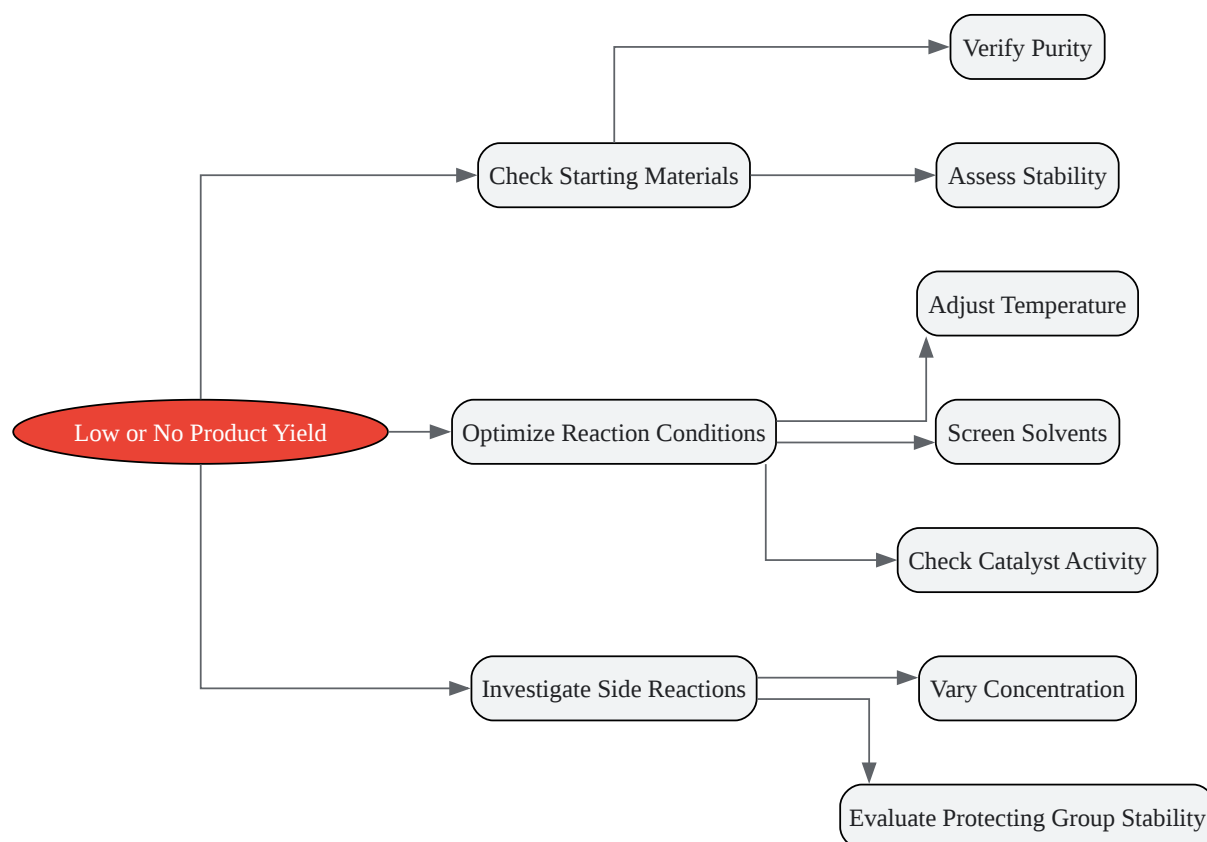 Verify Purity
Check Starting Materials
Assess Stability
Adjust Temperature
Low or No Product Yield
Optimize Reaction Conditions
Screen Solvents
Check Catalyst Activity
Investigate Side Reactions
Vary Concentration
Evaluate Protecting Group Stability